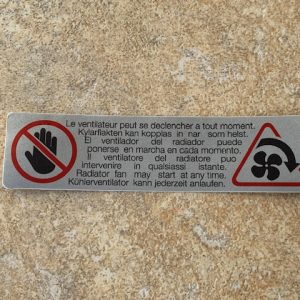 Le ventilateur peut se declencher a tout moment.
Kylarflakten kan kopplas in nar som helst.
El ventilador del radiador puede
ponerse en marcha en cada momento.
Il ventilatore del radiatore puo
intervenire in qualsiassi istante.
Radiator fan may start at any time.
Kühlerventilator kann jederzeit anlaufen.